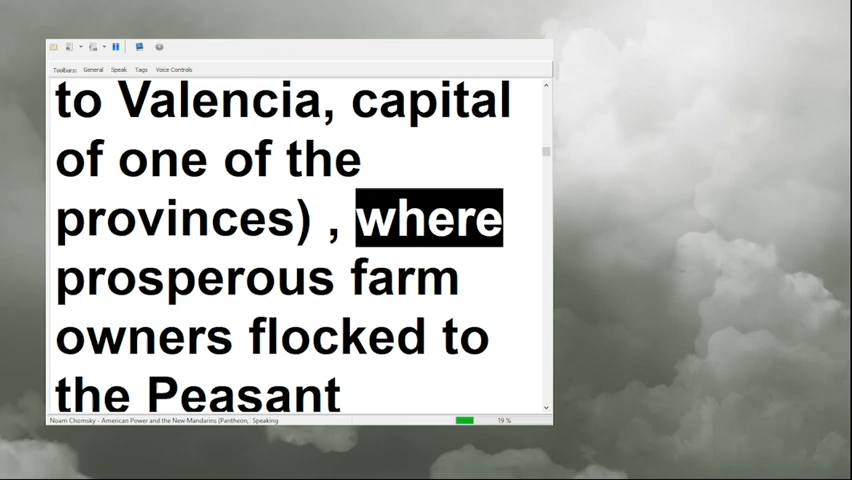 Toolbars: General Speak Tags Voice Controls
to Valencia, capital
of one of the
provinces) , where
prosperous farm
owners flocked to
the Peasant
Noam Chomsky - American Power and the New Mandarins (Pantheon, Speaking 19 %